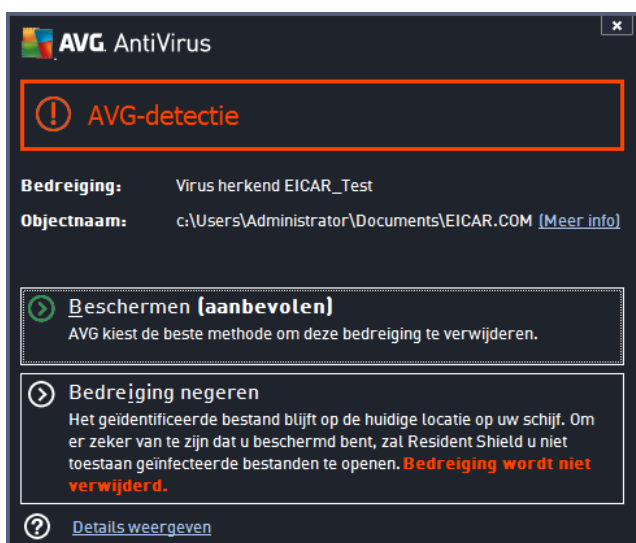 AVG. AntiVirus
AVG-detectie
Bedreiging: Virus herkend EICAR_Test
Objectnaam: c:\Users\Administrator\Documents\EICAR.COM (Meer info)
Beschermen (aanbevolen)
AVG kiest de beste methode om deze bedreiging te verwijderen.
Bedreiging negeren
Het geïdentificeerde bestand blijft op de huidige locatie op uw schijf. Om
er zeker van te zijn dat u beschermd bent, zal Resident Shield u niet
toestaan geïnfecteerde bestanden te openen. Bedreiging wordt niet
verwijderd.
Details weergeven